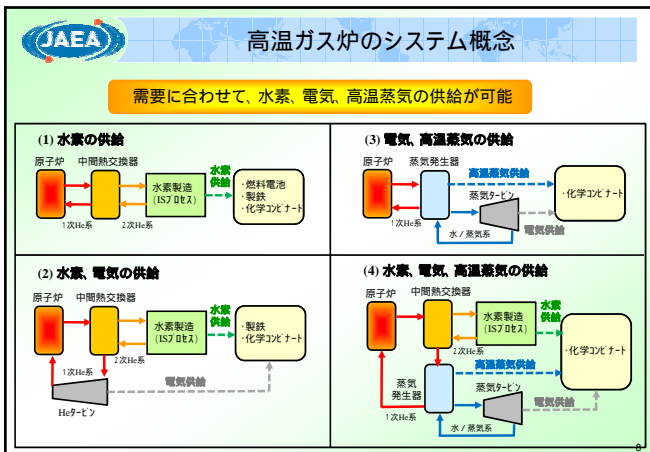 JAEA
高温ガス炉のシステム概念
需要に合わせて、水素、電気、高温蒸気の供給が可能
(1) 水素の供給
原子炉
中間熱交換器
水素製造
(ISプロセス)
水素
供給
・燃料電池
・製鉄
・化学コンビナート
1次He系
2次He系
(3) 電気、高温蒸気の供給
原子炉
蒸気発生器
高温蒸気供給
蒸気タービン
・化学コンビナート
1次He系
水/蒸気系
電気供給
(2) 水素、電気の供給
原子炉
中間熱交換器
水素製造
(ISプロセス)
水素
供給
・製鉄
・化学コンビナート
2次He系
1次He系
電気供給
Heタービン
(4) 水素、電気、高温蒸気の供給
原子炉
中間熱交換器
水素製造
(ISプロセス)
水素
供給
2次He系
・化学コンビナート
高温蒸気供給
蒸気
発生器
蒸気タービン
電気供給
1次He系
水/蒸気系
8